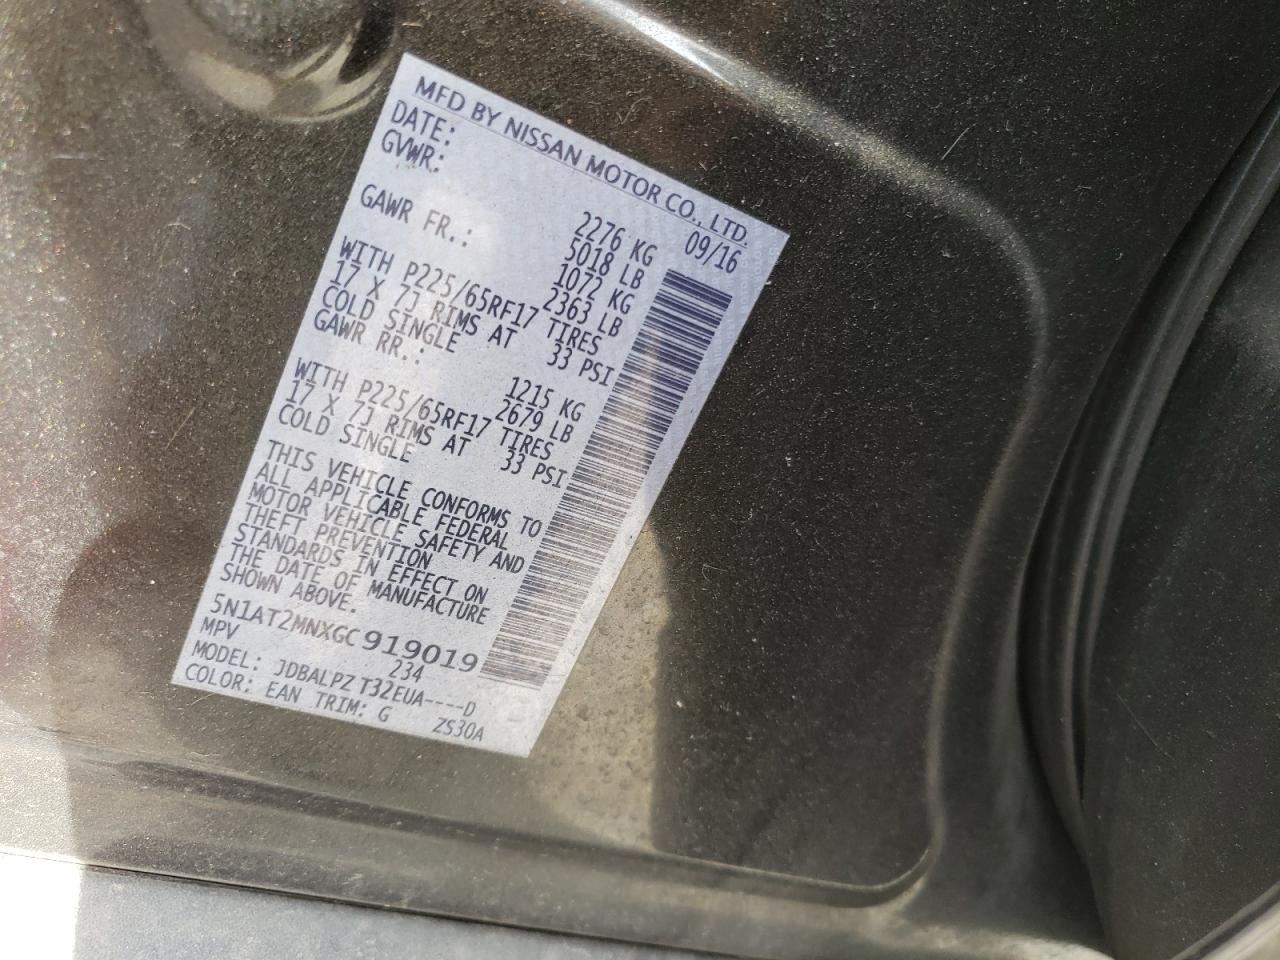 MFD BY NISSAN MOTOR CO., LTD.
DATE: 09/16
GVWR: 2276 KG
5018 LB
GAWR FR.: 1072 KG
2363 LB
WITH P225/65RF17 TIRES
17 X 7J RIMS AT 33 PSI
COLD SINGLE
GAWR RR.: 1215 KG
2679 LB
WITH P225/65RF17 TIRES
17 X 7J RIMS AT 33 PSI
COLD SINGLE
THIS VEHICLE CONFORMS TO
ALL APPLICABLE FEDERAL
MOTOR VEHICLE SAFETY AND
THEFT PREVENTION
STANDARDS IN EFFECT ON
THE DATE OF MANUFACTURE
SHOWN ABOVE.
5N1AT2MNXGC919019
MPV 234
MODEL: JDBALPZ T32EUA----D
COLOR: EAN TRIM: G ZS30A